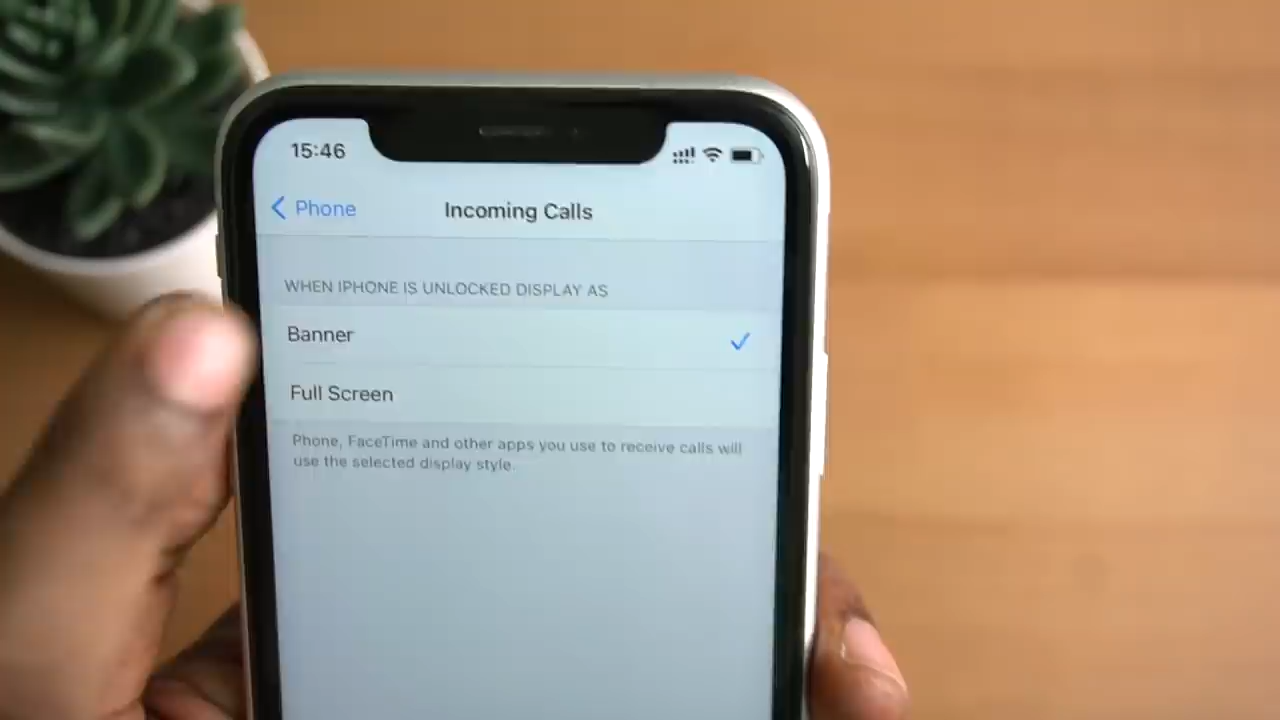 15:46
Phone
Incoming Calls
WHEN IPHONE IS UNLOCKED DISPLAY AS
Banner
Full Screen
Phone, FaceTime and other apps you use to receive calls will
use the selected display style.